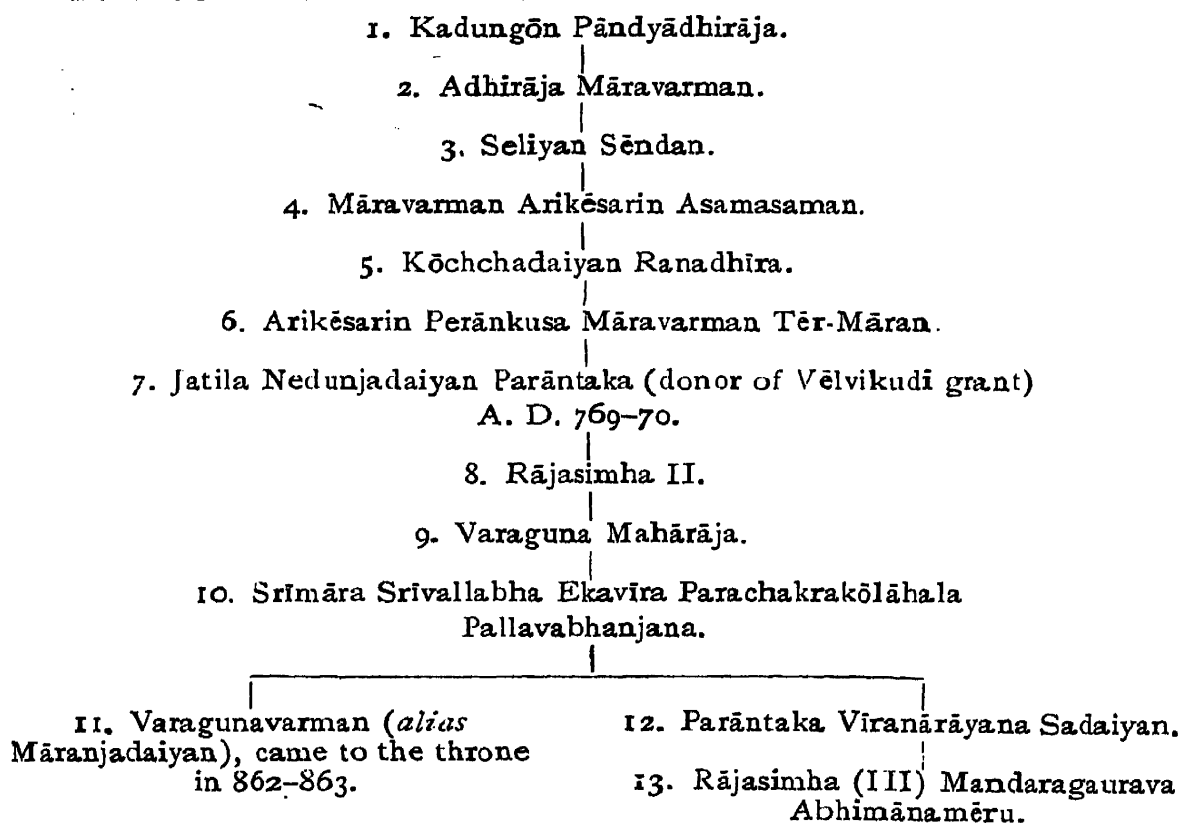 1. Kadungōn Pāndyādhirāja.
2. Adhirāja Māravarman.
3. Seliyan Sēndan.
4. Māravarman Arikēsarin Asamasaman.
5. Kōchchadaiyan Ranadhīra.
6. Arikēsarin Perānkusa Māravarman Tēr-Māran.
7. Jatila Nedunjadaiyan Parāntaka (donor of Vēlvikudi grant)
A. D. 769–70.
8. Rājasimha II.
9. Varaguna Mahārāja.
10. Srīmāra Srīvallabha Ekavīra Parachakrakōlāhala
Pallavabhanjana.
11. Varagunavarman (alias
Māranjadaiyan), came to the throne
in 862–863.
12. Parāntaka Vīranārāyana Sadaiyan.
13. Rājasimha (III) Mandaragaurava
Abhimānamēru.